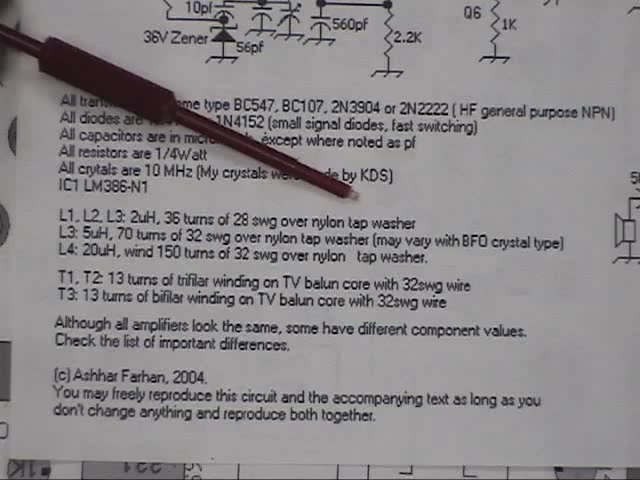 10pf
560pf
Q6
1K
36V Zener
56pf
2.2K
All me type BC547, BC107, 2N3904 or 2N2222 ( HF general purpose NPN)
All diodes are 1N4152 (small signal diodes, fast switching)
All capacitors are in except where noted as pf
All resistors are 1/4Watt
All crytals are 10 MHz (My crystals by KDS)
IC1 LM386-N1
L1, L2, L3: 2uH, 36 turns of 28 swg over nylon tap washer
L3: 5uH, 70 turns of 32 swg over nylon tap washer (may vary with BFO crystal type)
L4: 20uH, wind 150 turns of 32 swg over nylon tap washer.
T1, T2: 13 turns of trifilar winding on TV balun core with 32swg wire
T3: 13 turns of bifilar winding on TV balun core with 32swg wire
Although all amplifiers look the same, some have different component values.
Check the list of important differences.
(c) Ashhar Farhan, 2004.
You may freely reproduce this circuit and the accompanying text as long as you
don't change anything and reproduce both together.